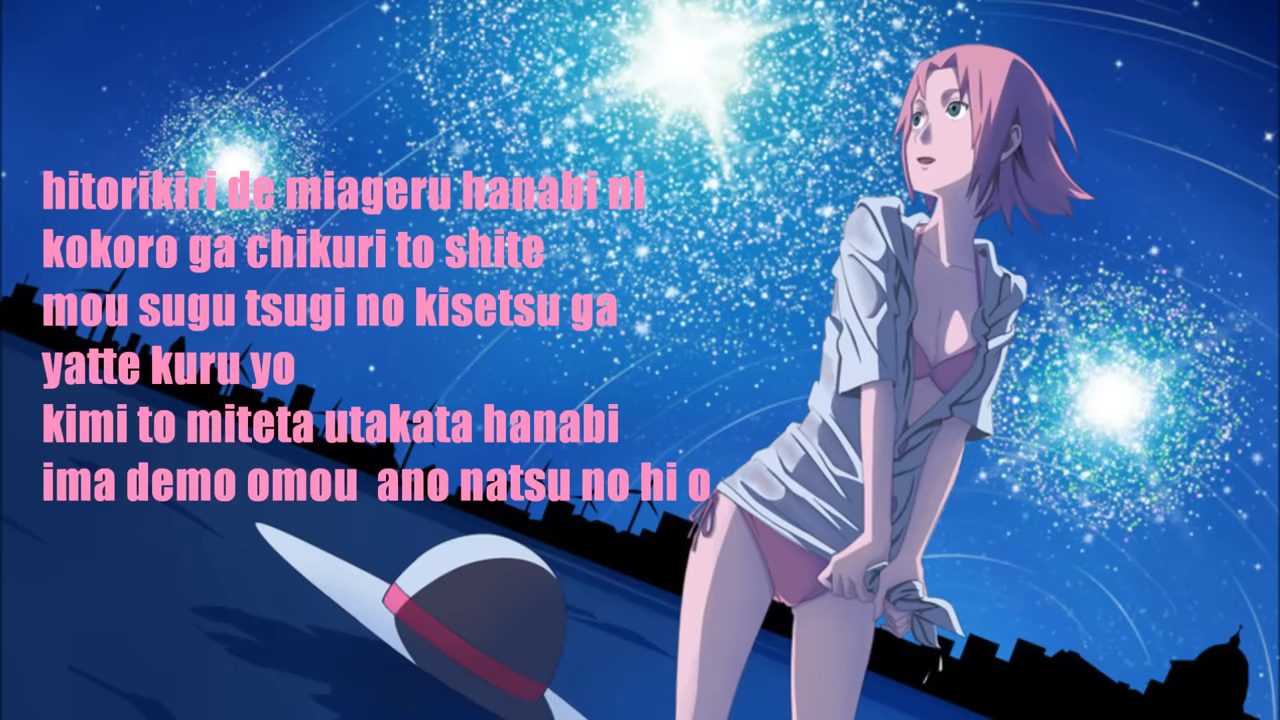 hitorikiri de miageru hanabi ni
kokoro ga chikuri to shite
mou sugu tsugi no kisetsu ga
yatte kuru yo
kimi to miteta utakata hanabi
ima demo omou  ano natsu no hi o